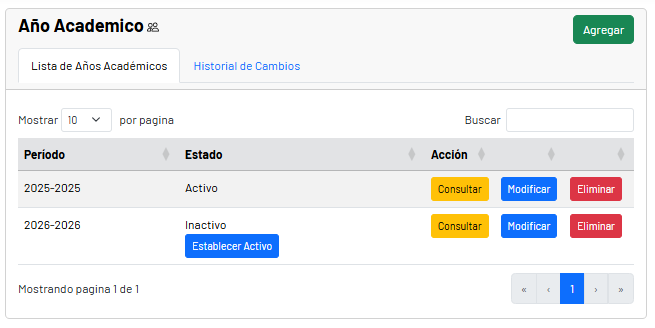 Año Academico
Agregar
Lista de Años Académicos Historial de Cambios
Mostrar 10 por pagina Buscar
Período Estado Acción
2025-2025 Activo Consultar Modificar Eliminar
2026-2026 Inactivo Consultar Modificar Eliminar
Establecer Activo
Mostrando pagina 1 de 1 « ‹ 1 › »